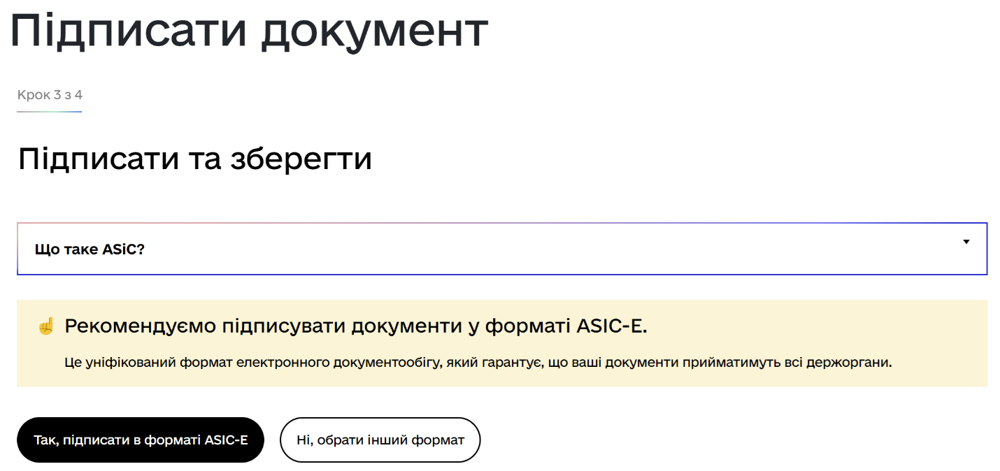 Підписати документ
Крок 3 з 4
Підписати та зберегти
Що таке ASiC?
☝️ Рекомендуємо підписувати документи у форматі ASIC-E.
Це уніфікований формат електронного документообігу, який гарантує, що ваші документи прийматимуть всі держоргани.
Так, підписати в форматі ASIC-E
Ні, обрати інший формат